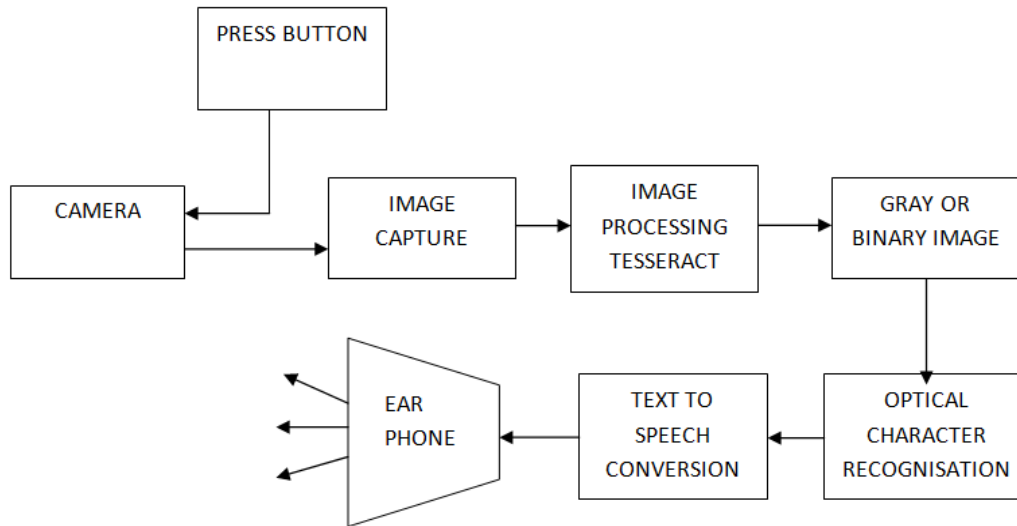 PRESS BUTTON
CAMERA
IMAGE
CAPTURE
IMAGE
PROCESSING
TESSERACT
GRAY OR
BINARY IMAGE
OPTICAL
CHARACTER
RECOGNISATION
TEXT TO
SPEECH
CONVERSION
EAR
PHONE